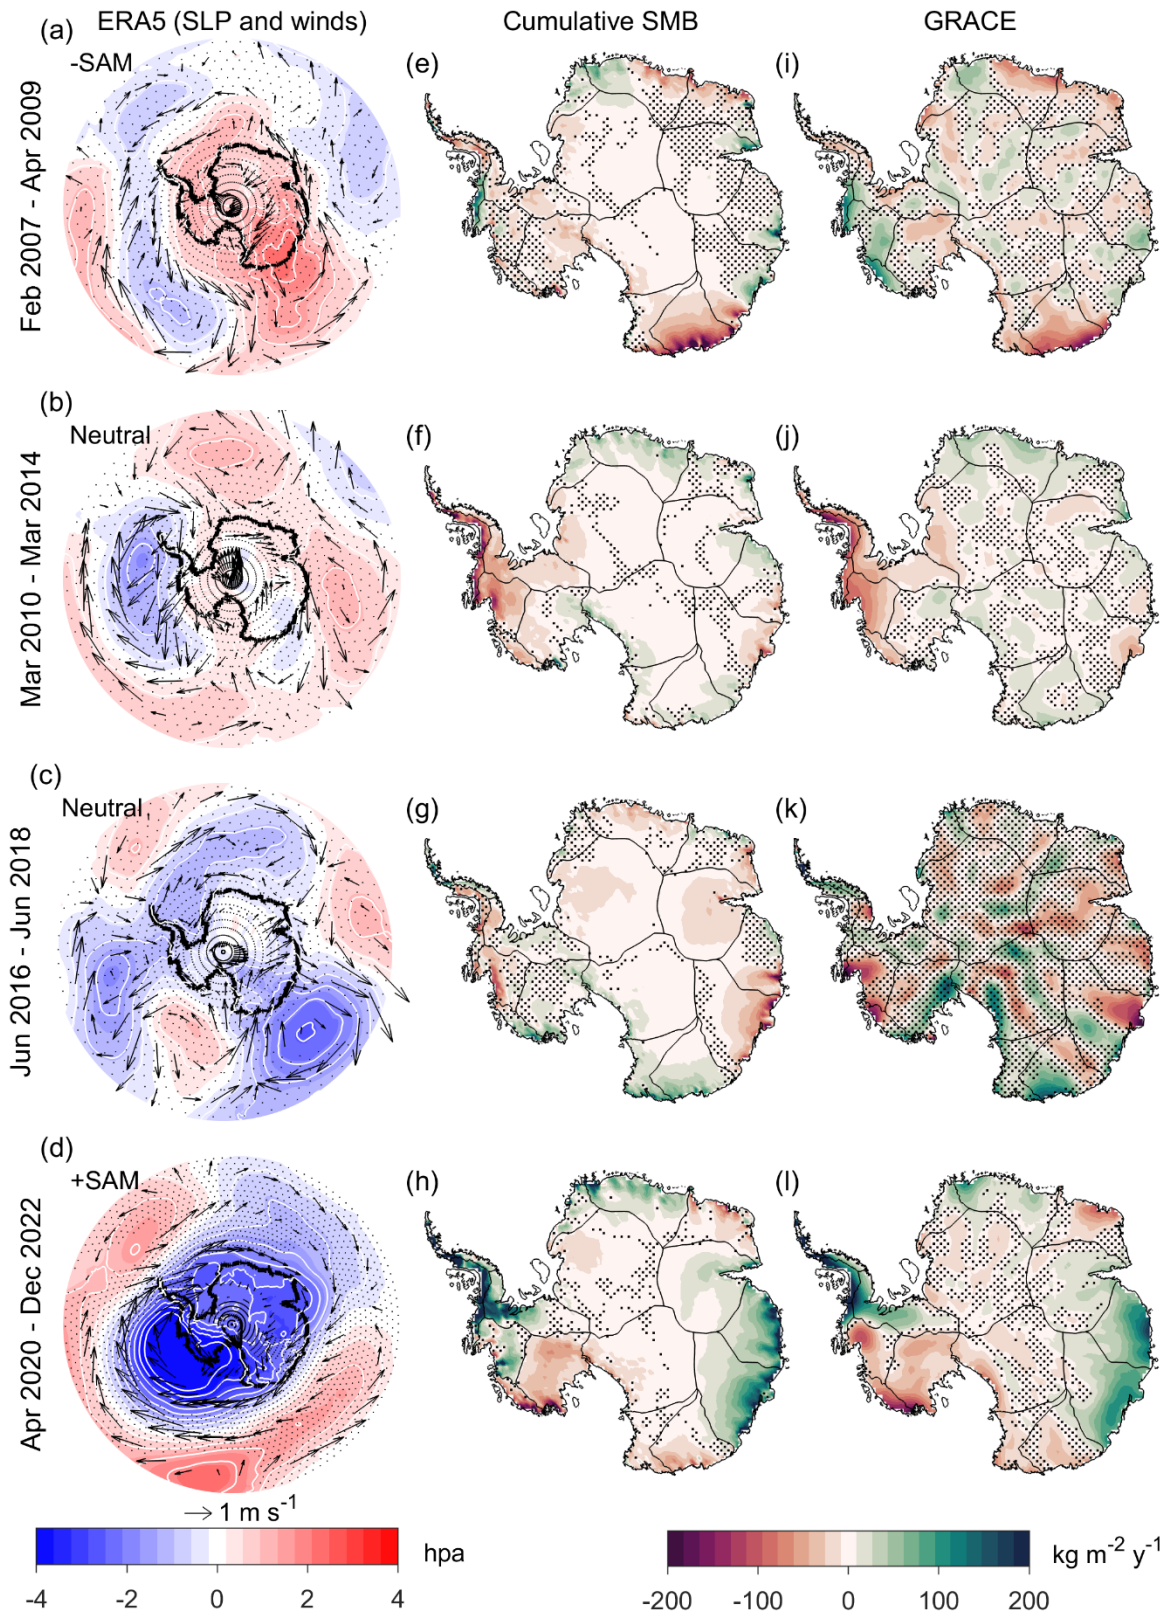 ERA5 (SLP and winds)
Cumulative SMB
GRACE
(a)
-SAM
(e)
(i)
Feb 2007 - Apr 2009
(b)
Neutral
(f)
(j)
Mar 2010 - Mar 2014
(c)
Neutral
(g)
(k)
Jun 2016 - Jun 2018
(d)
+SAM
(h)
(l)
Apr 2020 - Dec 2022
1 m s⁻¹
hpa
-4 -2 0 2 4
kg m⁻² y⁻¹
-200 -100 0 100 200